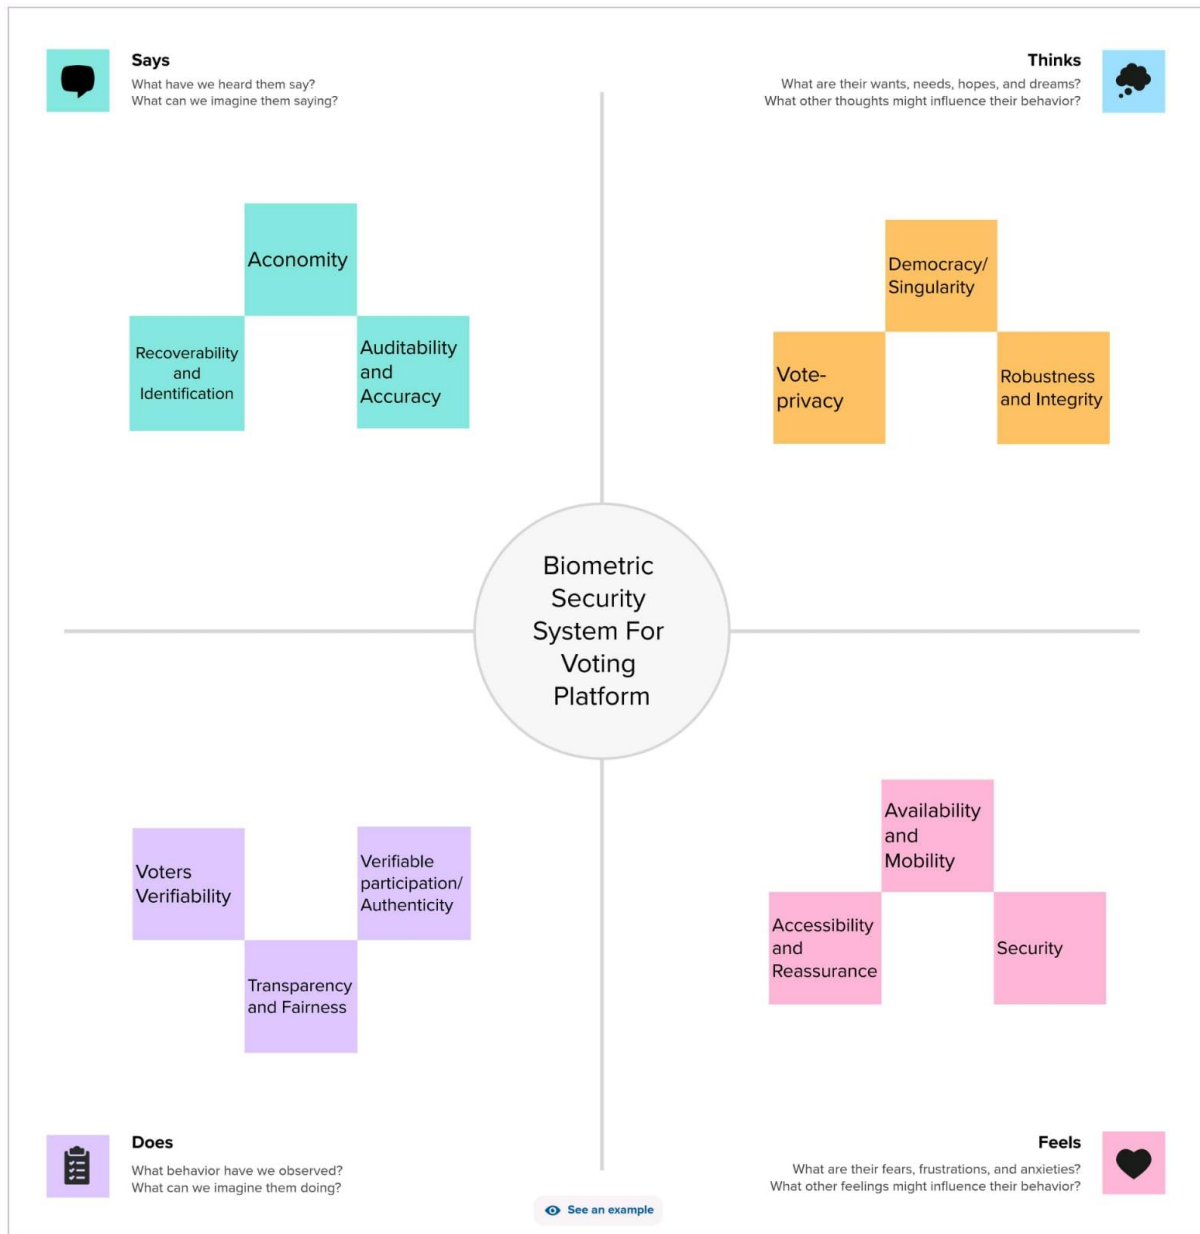 Says
What have we heard them say?
What can we imagine them saying?
Thinks
What are their wants, needs, hopes, and dreams?
What other thoughts might influence their behavior?
Aconomity
Recoverability
and
Identification
Auditability
and
Accuracy
Democracy/
Singularity
Vote-
privacy
Robustness
and Integrity
Biometric
Security
System For
Voting
Platform
Voters
Verifiability
Verifiable
participation/
Authenticity
Transparency
and Fairness
Availability
and
Mobility
Accessibility
and
Reassurance
Security
Does
What behavior have we observed?
What can we imagine them doing?
Feels
What are their fears, frustrations, and anxieties?
What other feelings might influence their behavior?
See an example